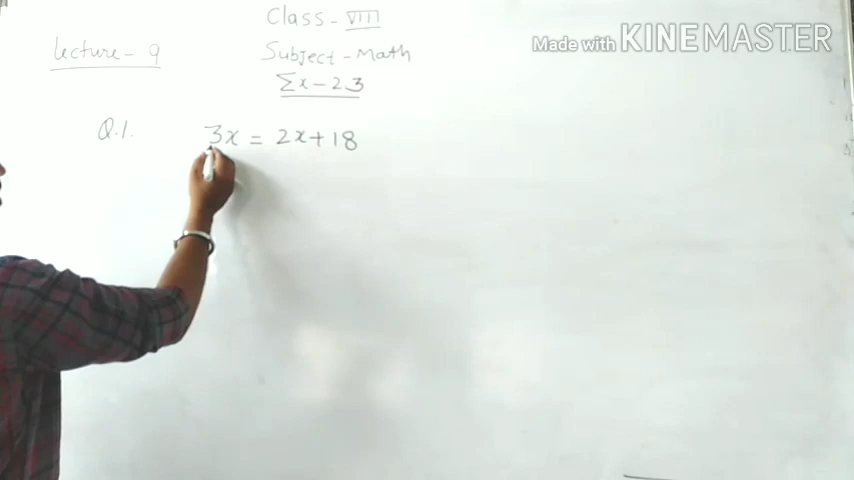 Lecture - 9
Class - VIII
Subject - Math
Ex - 2.3
Made with KINEMASTER
Q.1. 3x = 2x + 18